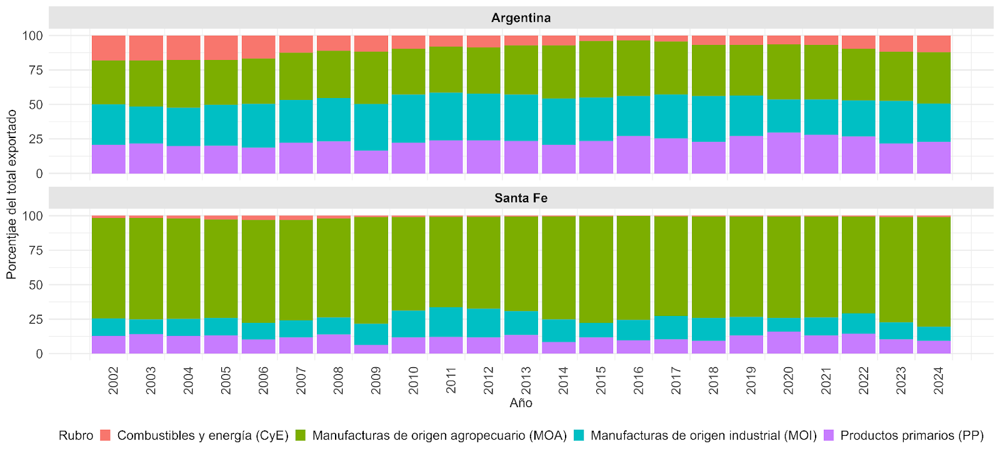 Argentina
100
75
50
25
0
Porcentjae del total exportado
Santa Fe
100
75
50
25
0
2002 2003 2004 2005 2006 2007 2008 2009 2010 2011 2012 2013 2014 2015 2016 2017 2018 2019 2020 2021 2022 2023 2024
Año
Rubro Combustibles y energía (CyE) Manufacturas de origen agropecuario (MOA) Manufacturas de origen industrial (MOI) Productos primarios (PP)